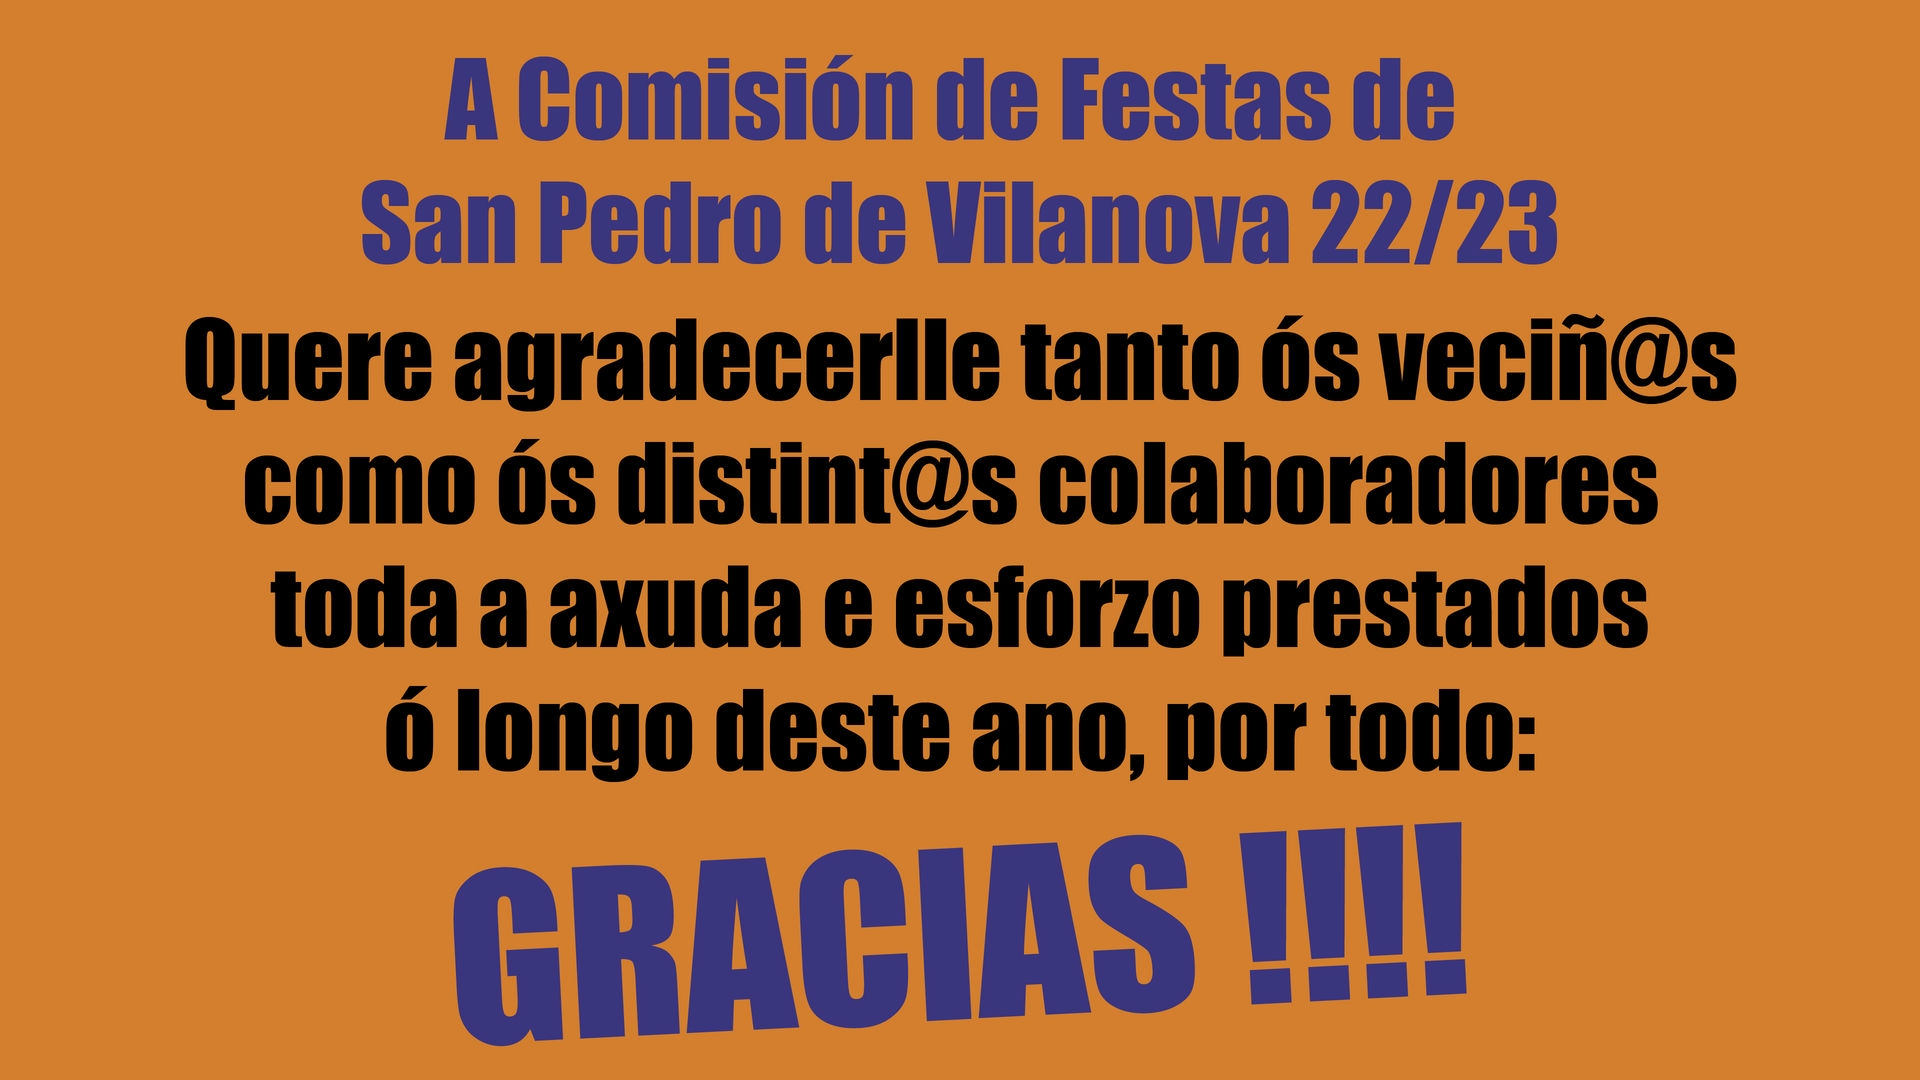 A Comisión de Festas de
San Pedro de Vilanova 22/23
Quere agradecerlle tanto ós veciñ@s
como ós distint@s colaboradores
toda a axuda e esforzo prestados
ó longo deste ano, por todo:
GRACIAS !!!!